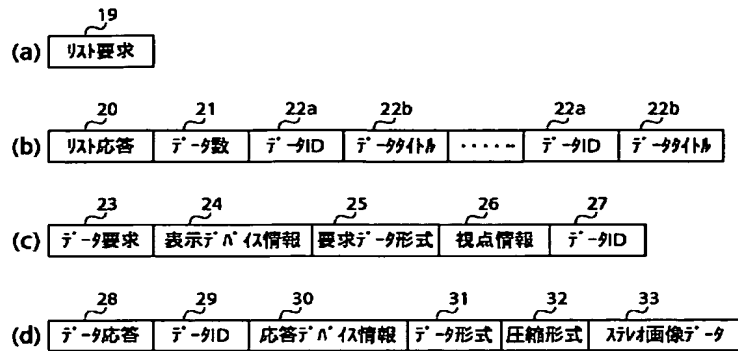 19
(a) リスト要求
20 21 22a 22b 22a 22b
(b) リスト応答 データ数 データID データタイトル ・・・・・・ データID データタイトル
23 24 25 26 27
(c) データ要求 表示デバイス情報 要求データ形式 視点情報 データID
28 29 30 31 32 33
(d) データ応答 データID 応答デバイス情報 データ形式 圧縮形式 ステレオ画像データ